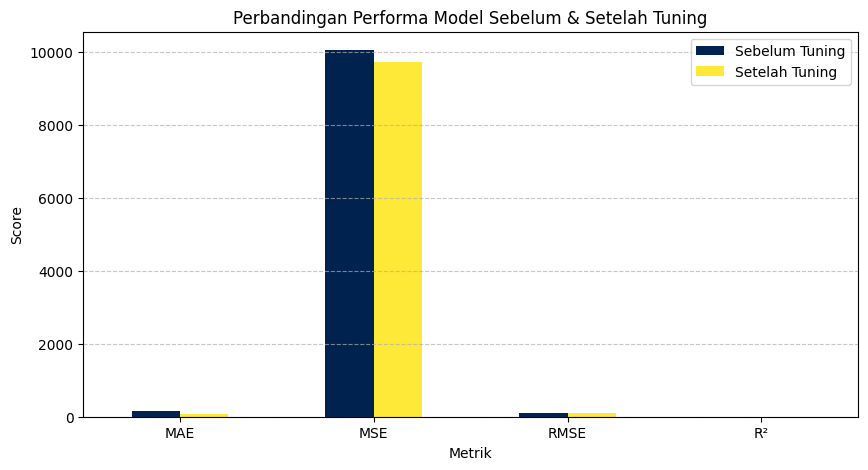 Perbandingan Performa Model Sebelum & Setelah Tuning
Sebelum Tuning
Setelah Tuning
Score
10000
8000
6000
4000
2000
0
MAE
MSE
RMSE
R²
Metrik